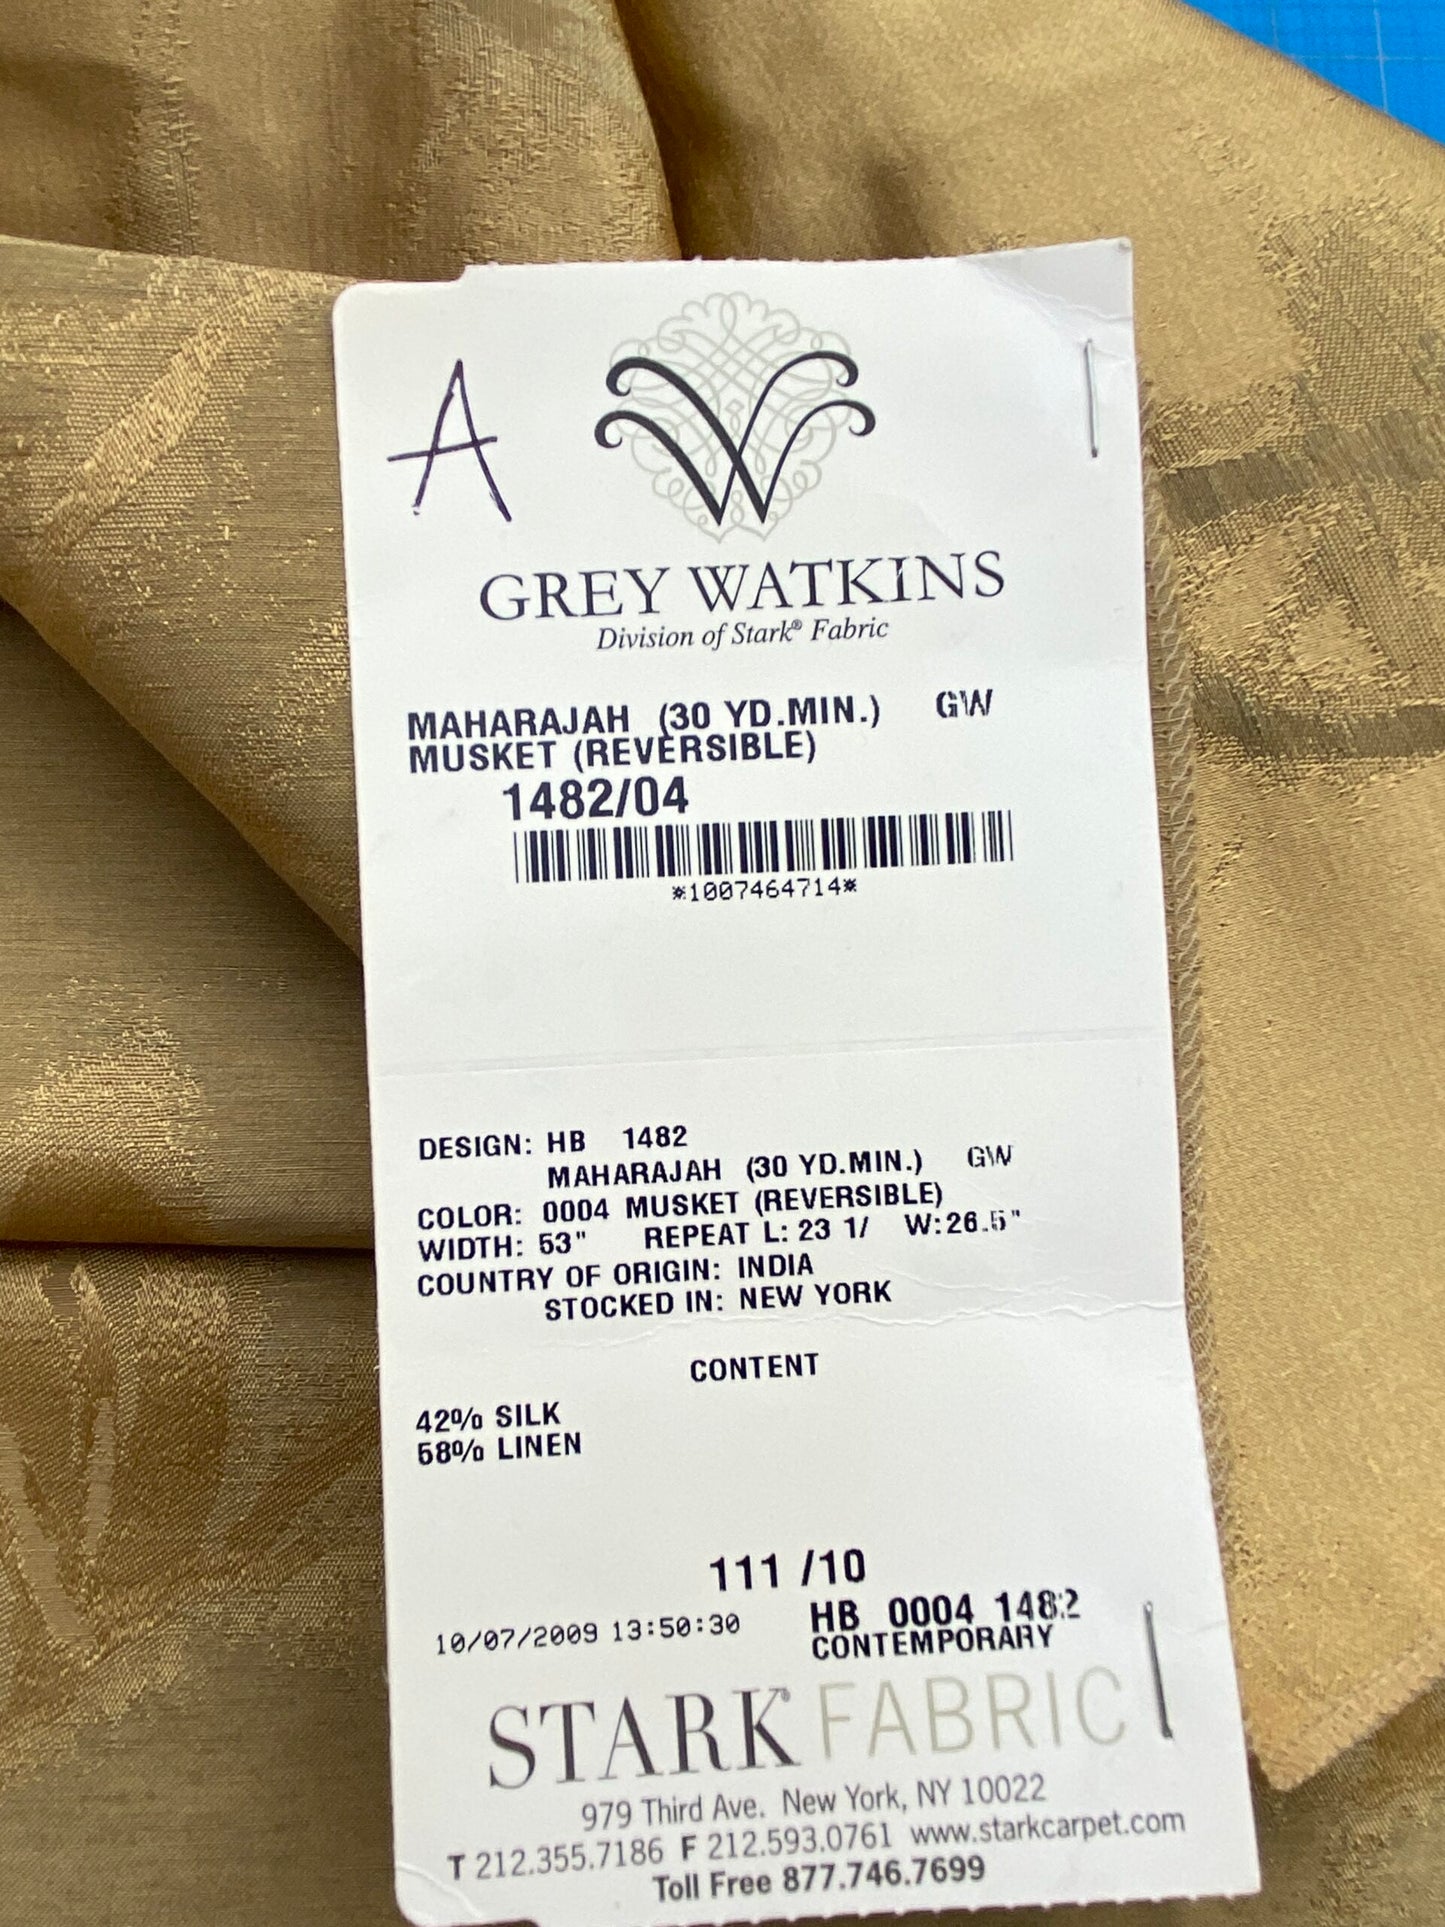 A
W
GREY WATKINS
Division of Stark® Fabric
MAHARAJAH (30 YD.MIN.) GW
MUSKET (REVERSIBLE)
1482/04
*1007464714*
DESIGN: HB 1482
MAHARAJAH (30 YD.MIN.) GW
COLOR: 0004 MUSKET (REVERSIBLE)
WIDTH: 53" REPEAT L: 23 1/ W:26.5"
COUNTRY OF ORIGIN: INDIA
STOCKED IN: NEW YORK
CONTENT
42% SILK
58% LINEN
111 /10
10/07/2009 13:50:30 HB 0004 1482
CONTEMPORARY
STARK® FABRIC
979 Third Ave. New York, NY 10022
T 212.355.7186 F 212.593.0761 www.starkcarpet.com
Toll Free 877.746.7699